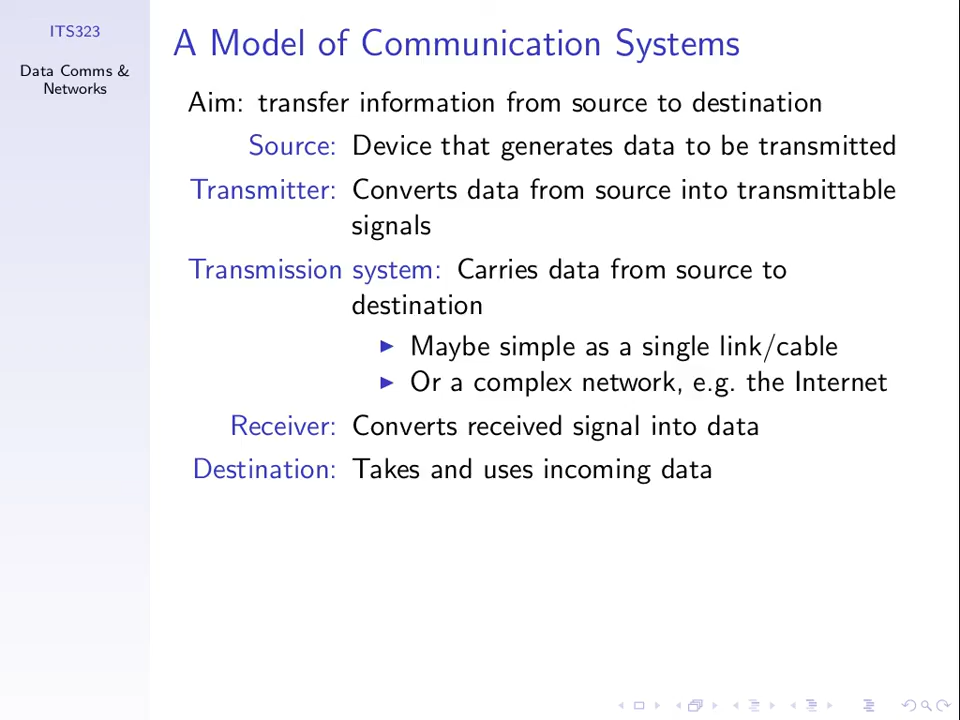 ITS323
Data Comms &
Networks
A Model of Communication Systems
Aim: transfer information from source to destination
Source: Device that generates data to be transmitted
Transmitter: Converts data from source into transmittable
signals
Transmission system: Carries data from source to
destination
Maybe simple as a single link/cable
Or a complex network, e.g. the Internet
Receiver: Converts received signal into data
Destination: Takes and uses incoming data